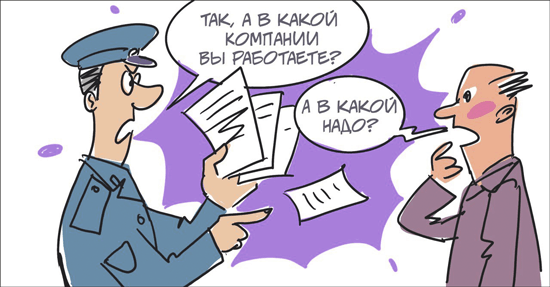 ТАК, А В КАКОЙ
КОМПАНИИ
ВЫ РАБОТАЕТЕ?
А В КАКОЙ
НАДО?